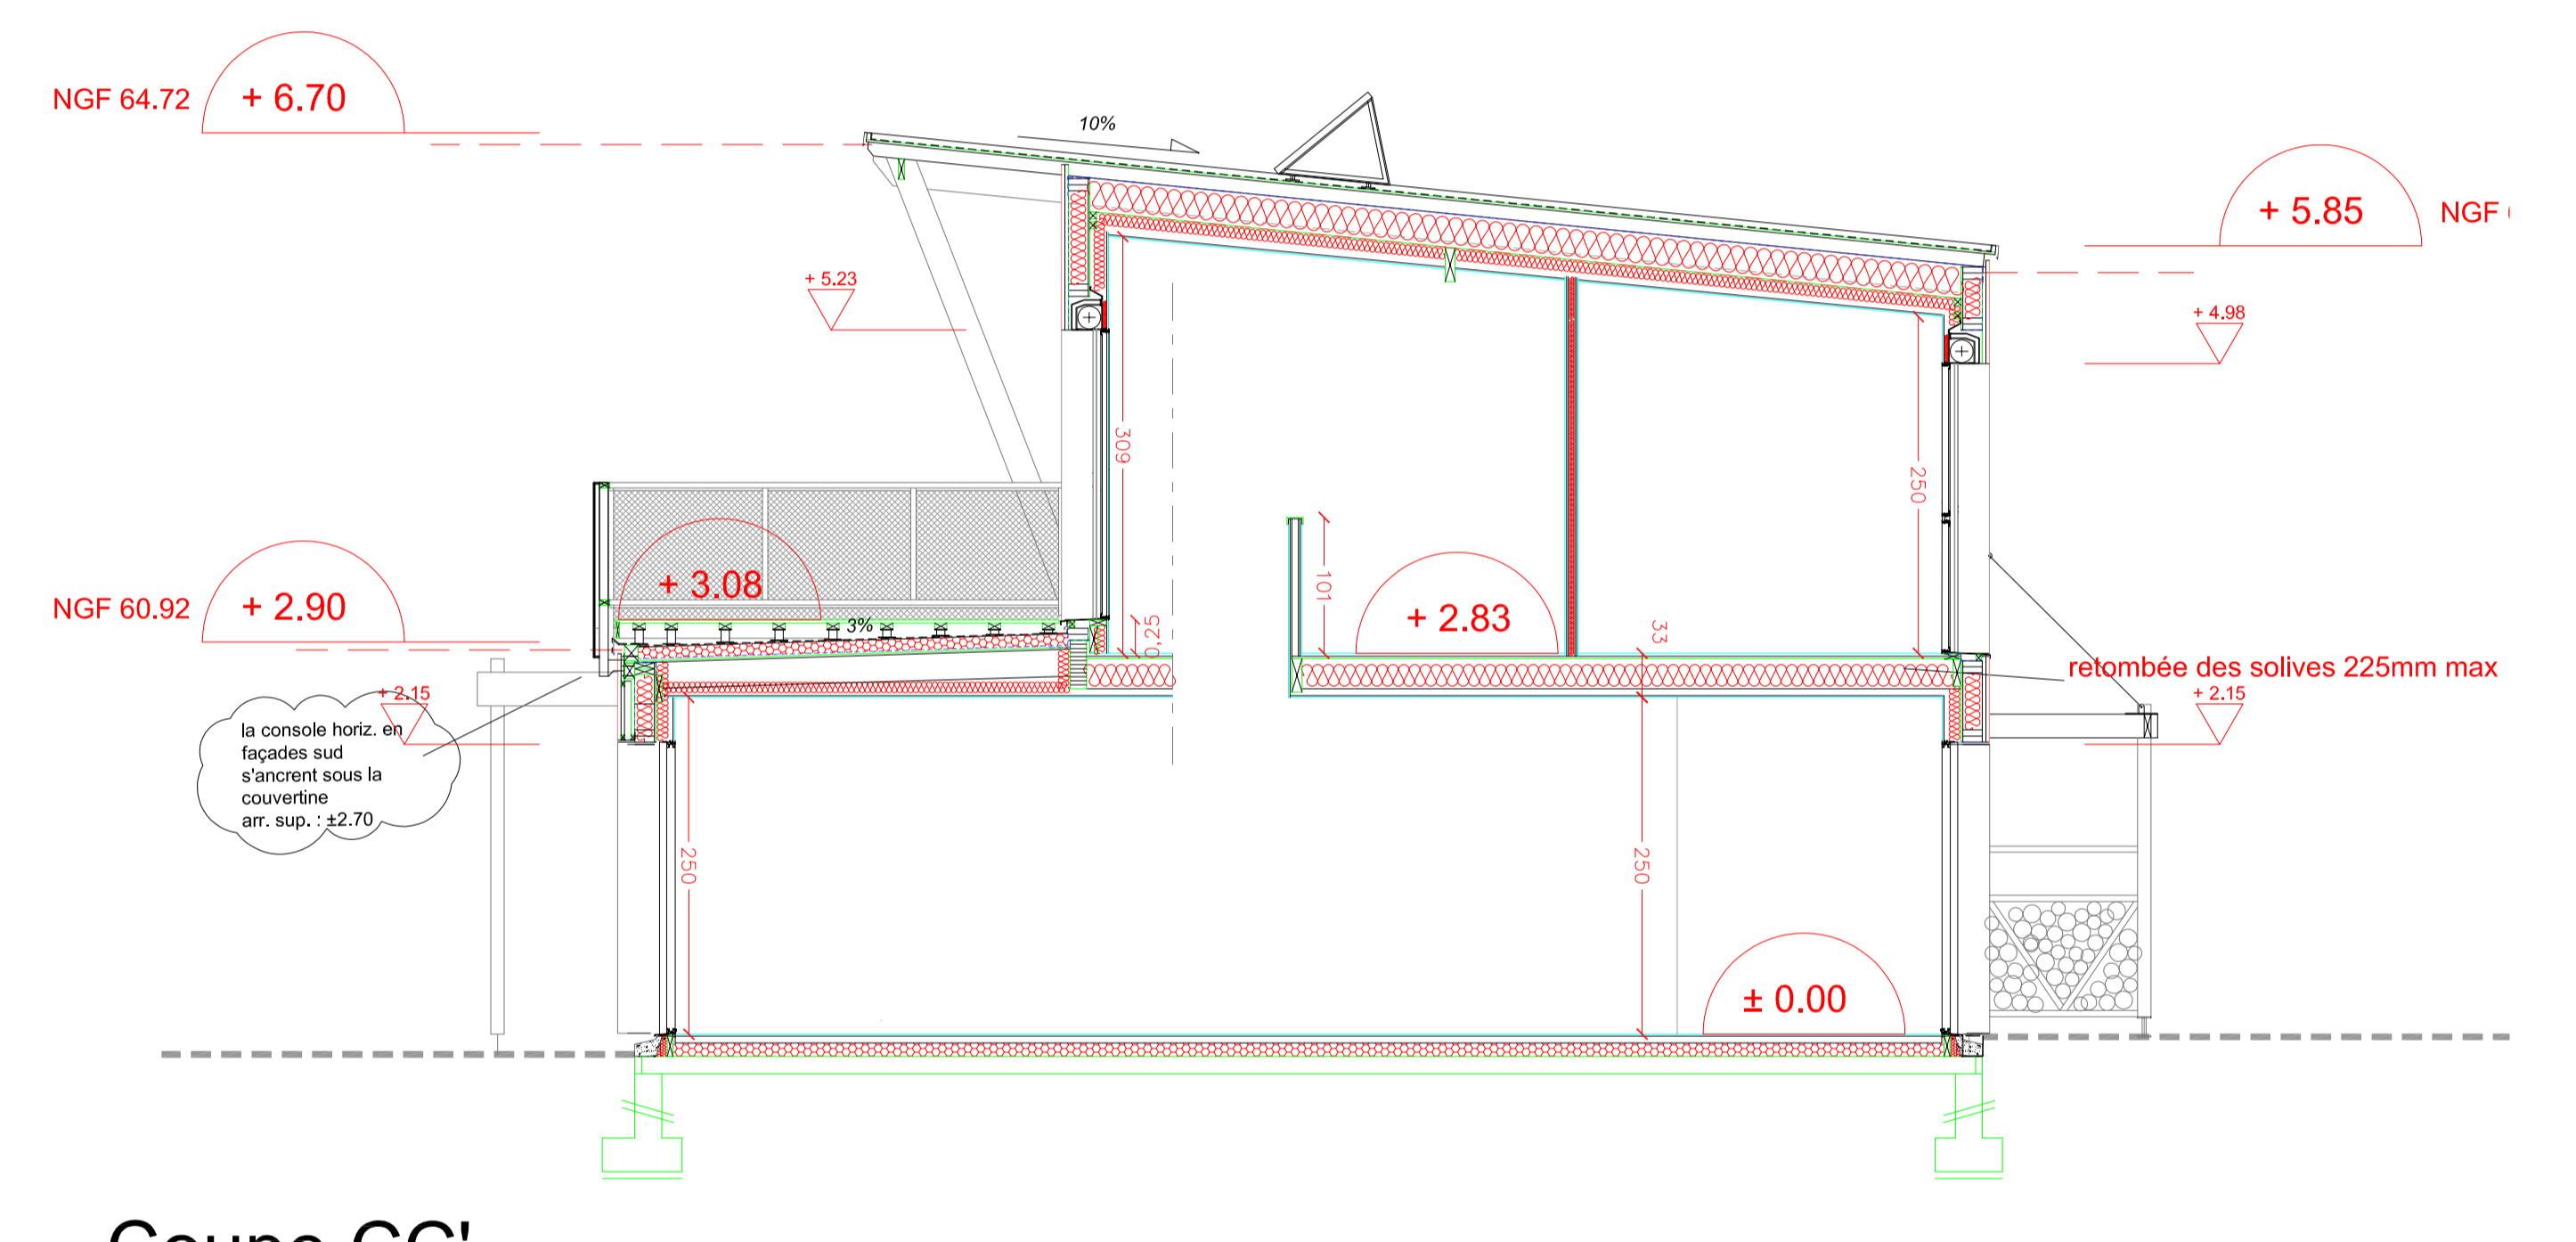 NGF 64.72
+ 6.70
10%
+ 5.85
NGF
+ 5.23
+ 4.98
309
250
101
+ 3.08
+ 2.83
NGF 60.92
+ 2.90
3%
0,25
33
retombée des solives 225mm max
+ 2.15
+ 2.15
la console horiz. en
façades sud
s'ancrent sous la
couvertine
arr. sup. : ±2.70
250
250
± 0.00
Coupe CC'